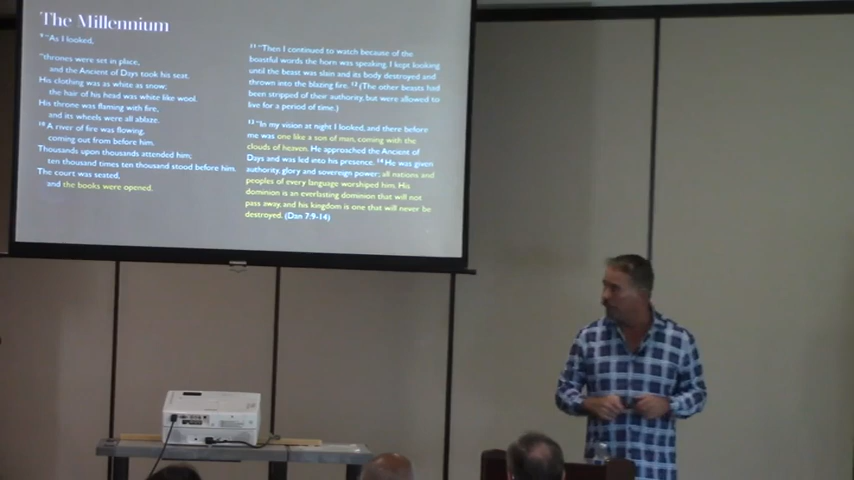 The Millennium
9 "As I looked,
"thrones were set in place,
and the Ancient of Days took his seat.
His clothing was as white as snow;
the hair of his head was white like wool.
His throne was flaming with fire,
and its wheels were all ablaze.
10 A river of fire was flowing,
coming out from before him.
Thousands upon thousands attended him;
ten thousand times ten thousand stood before him.
The court was seated,
and the books were opened.
11 "Then I continued to watch because of the
boastful words the horn was speaking. I kept looking
until the beast was slain and its body destroyed and
thrown into the blazing fire. 12 (The other beasts had
been stripped of their authority, but were allowed to
live for a period of time.)
13 "In my vision at night I looked, and there before
me was one like a son of man, coming with the
clouds of heaven. He approached the Ancient of
Days and was led into his presence. 14 He was given
authority, glory and sovereign power; all nations and
peoples of every language worshiped him. His
dominion is an everlasting dominion that will not
pass away, and his kingdom is one that will never be
destroyed. (Dan 7:9-14)